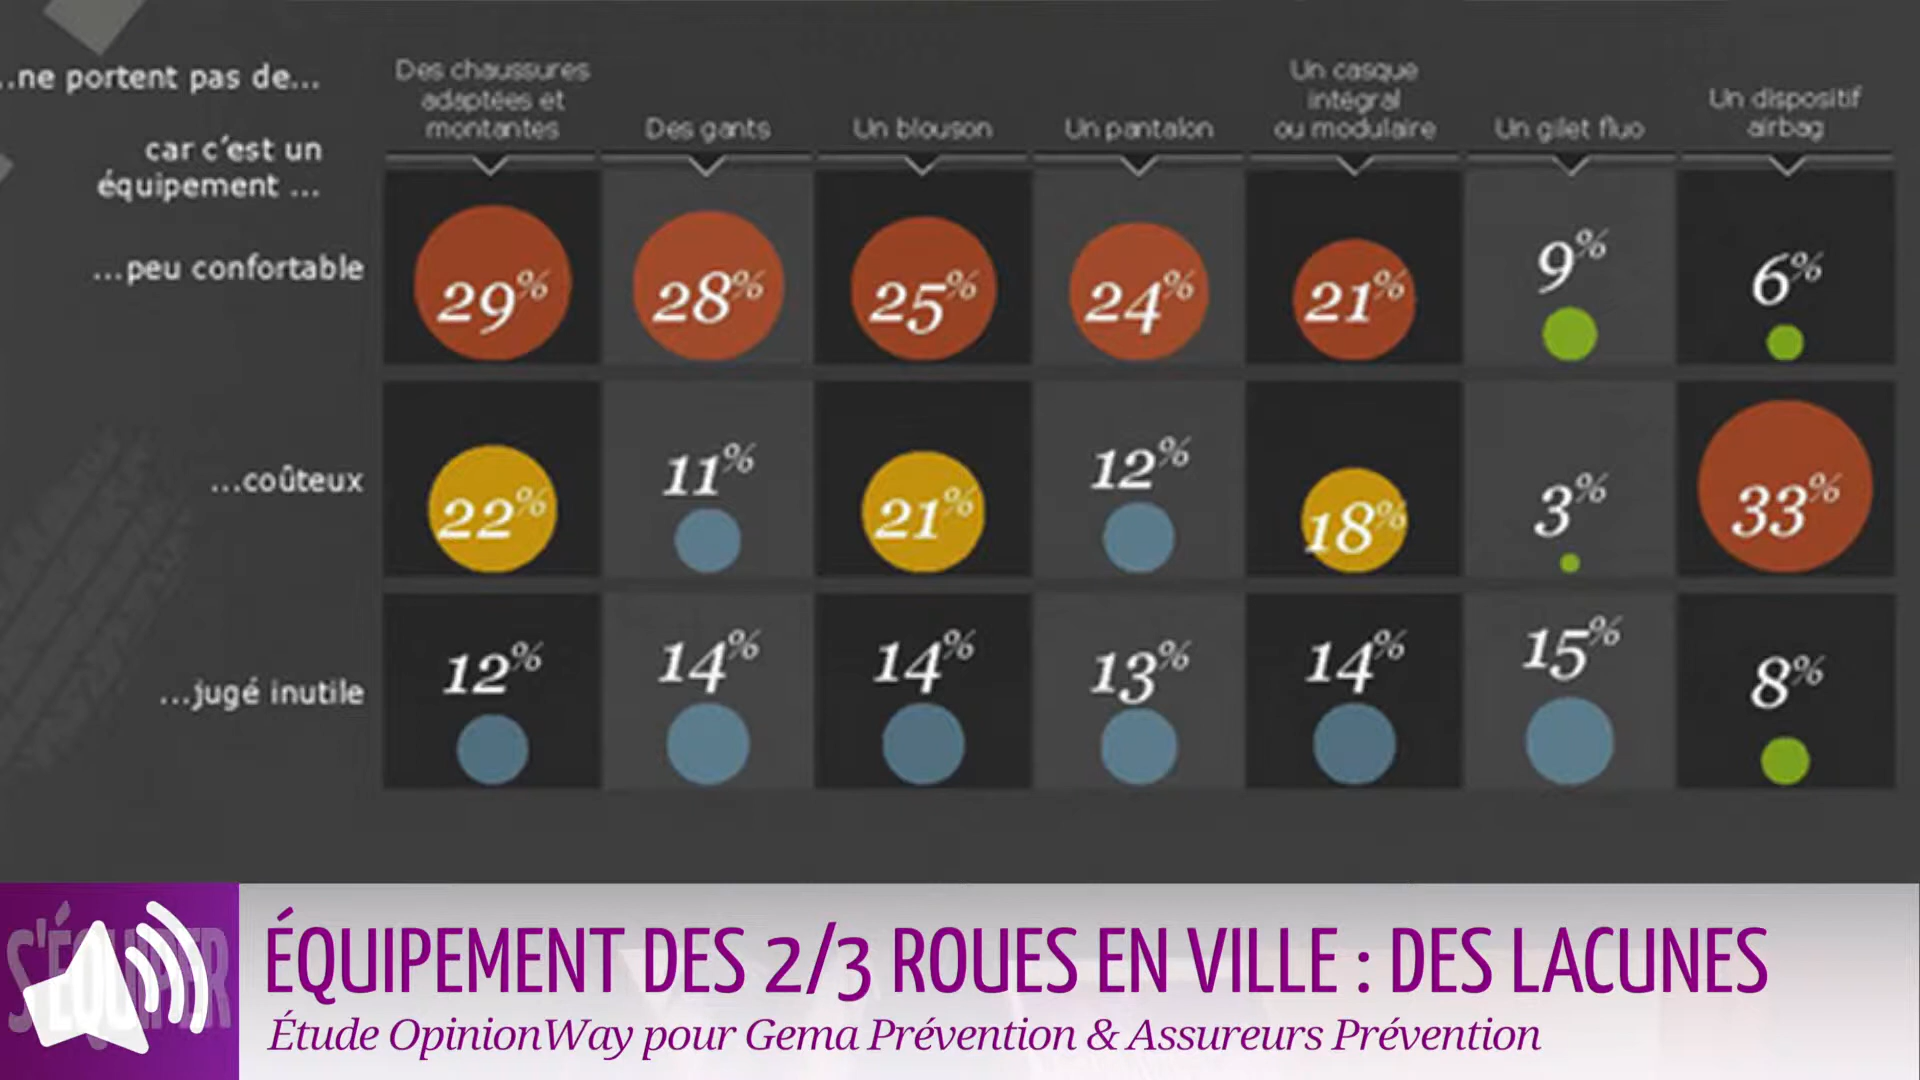 ...ne portent pas de...
car c'est un
équipement ...
Des chaussures
adaptées et
montantes
Des gants
Un blouson
Un pantalon
Un casque
intégral
ou modulaire
Un gilet fluo
Un dispositif
airbag
...peu confortable
29% 28% 25% 24% 21% 9% 6%
...coûteux
22% 11% 21% 12% 18% 3% 33%
...jugé inutile
12% 14% 14% 13% 14% 15% 8%
S'ÉQUIPER
ÉQUIPEMENT DES 2/3 ROUES EN VILLE : DES LACUNES
Étude OpinionWay pour Gema Prévention & Assureurs Prévention